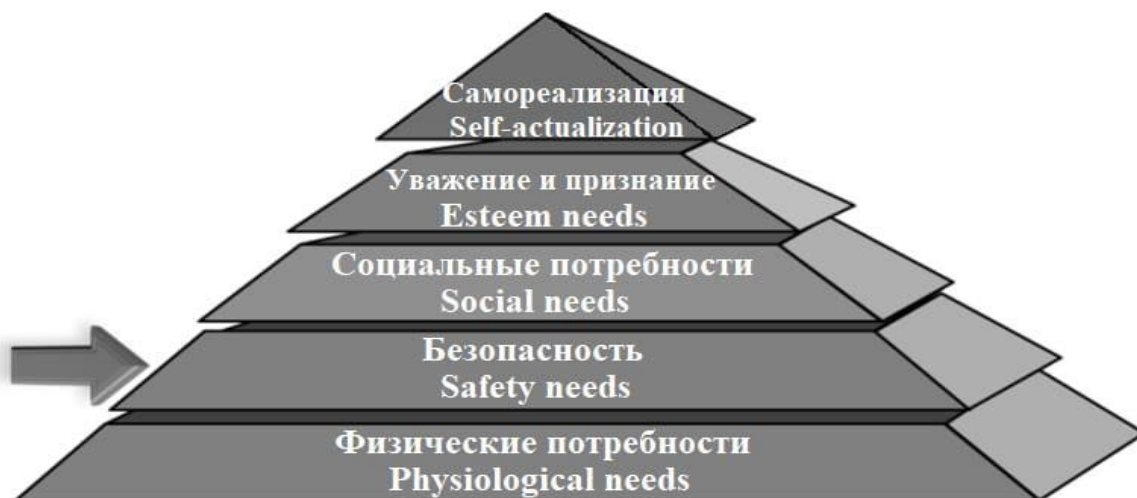 Самореализация
Self-actualization
Уважение и признание
Esteem needs
Социальные потребности
Social needs
Безопасность
Safety needs
Физические потребности
Physiological needs